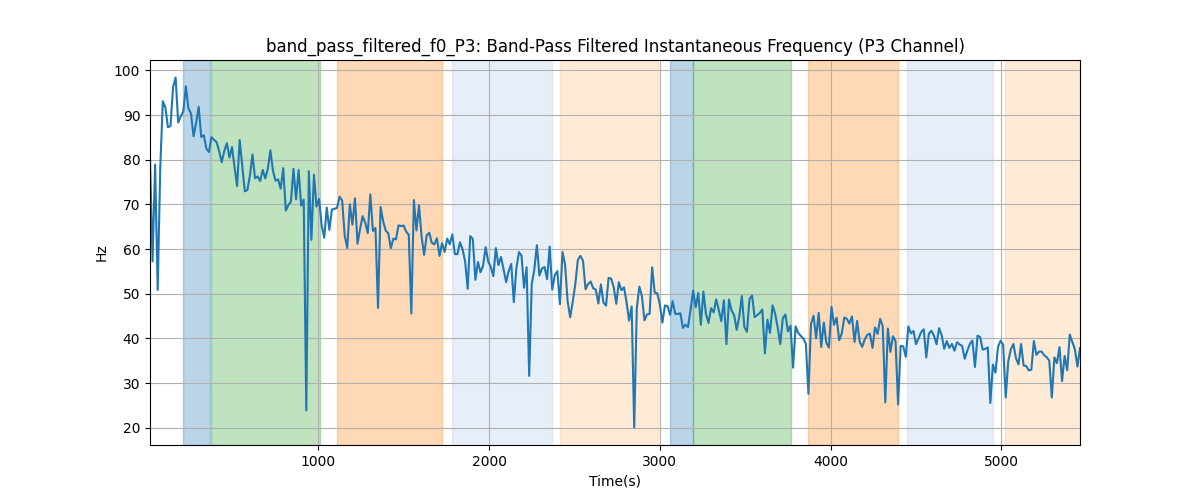 band_pass_filtered_f0_P3: Band-Pass Filtered Instantaneous Frequency (P3 Channel)
100
90
80
70
60
50
40
30
20
Hz
1000 2000 3000 4000 5000
Time(s)